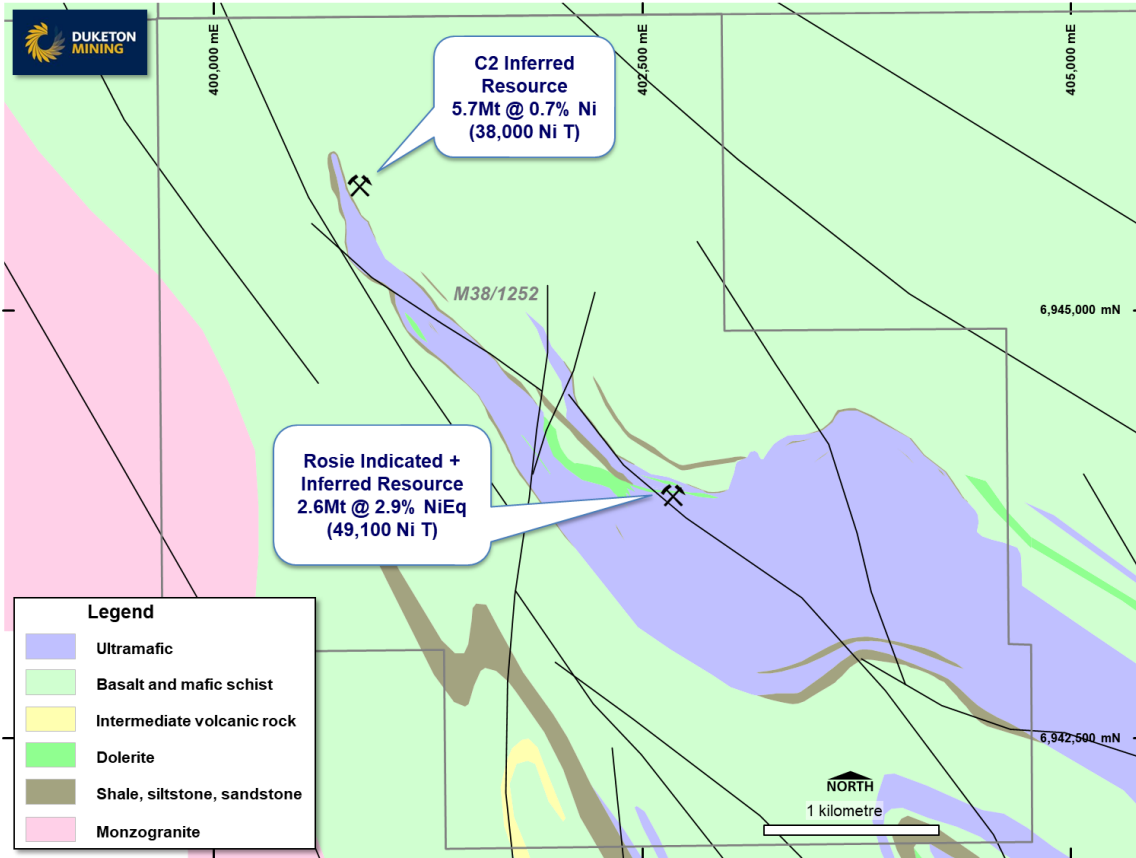 DUKETON
MINING
400,000 mE
402,500 mE
405,000 mE
C2 Inferred
Resource
5.7Mt @ 0.7% Ni
(38,000 Ni T)
M38/1252
6,945,000 mN
Rosie Indicated +
Inferred Resource
2.6Mt @ 2.9% NiEq
(49,100 Ni T)
Legend
Ultramafic
Basalt and mafic schist
Intermediate volcanic rock
Dolerite
Shale, siltstone, sandstone
Monzogranite
6,942,500 mN
NORTH
1 kilometre